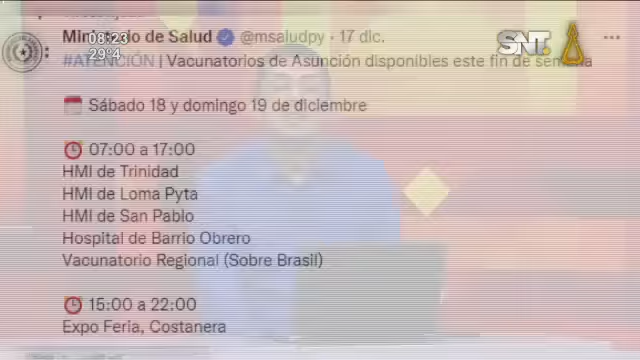 Ministerio de Salud @msaludpy · 17 dic.
08:23
29°4
SNT
#ATENCIÓN | Vacunatorios de Asunción disponibles este fin de semana
Sábado 18 y domingo 19 de diciembre
07:00 a 17:00
HMI de Trinidad
HMI de Loma Pyta
HMI de San Pablo
Hospital de Barrio Obrero
Vacunatorio Regional (Sobre Brasil)
15:00 a 22:00
Expo Feria, Costanera